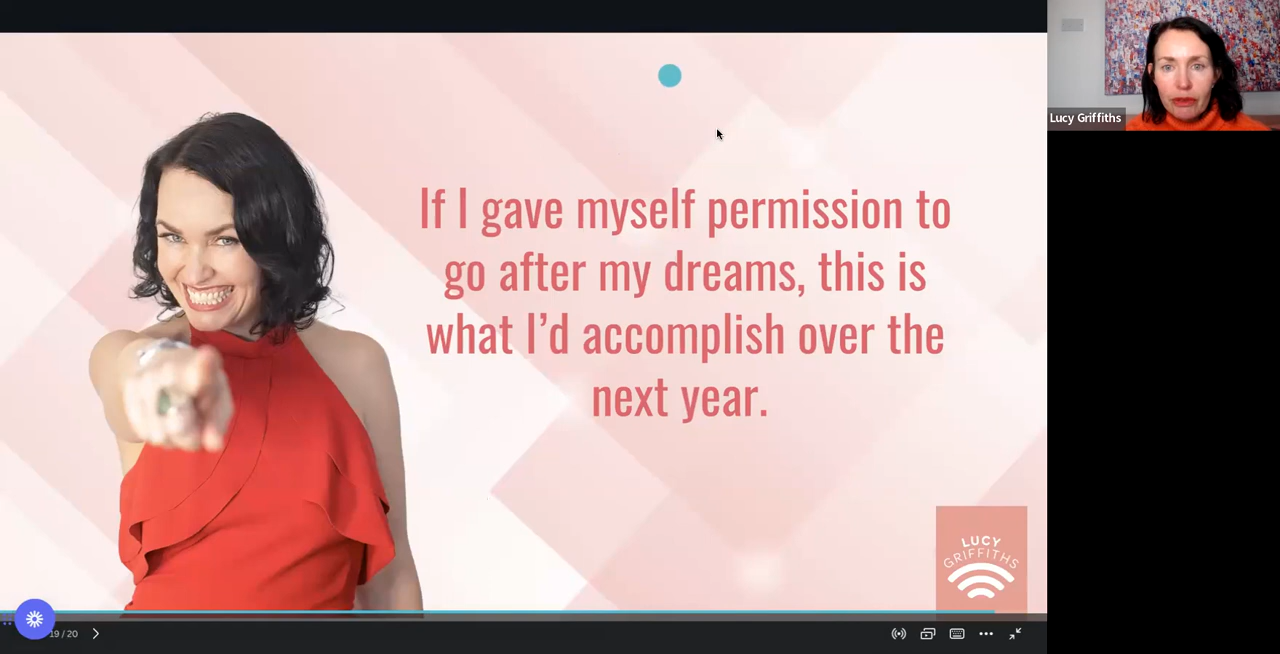 Lucy Griffiths
If I gave myself permission to
go after my dreams, this is
what I’d accomplish over the
next year.
LUCY
GRIFFITHS
19 / 20